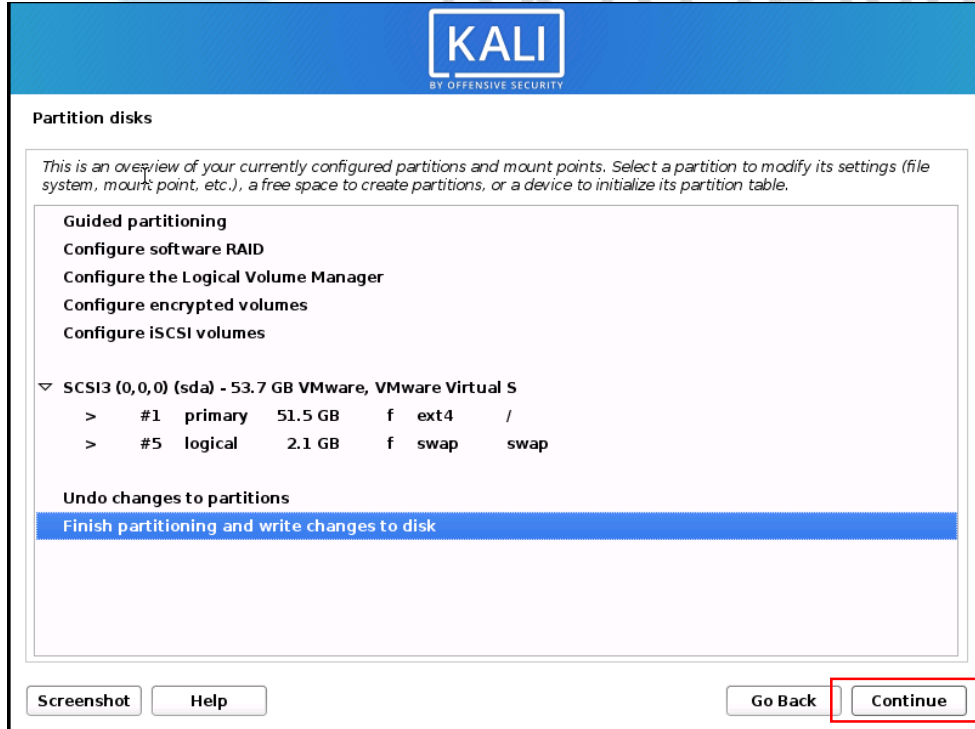 KALI
BY OFFENSIVE SECURITY
Partition disks
This is an overview of your currently configured partitions and mount points. Select a partition to modify its settings (file
system, mount point, etc.), a free space to create partitions, or a device to initialize its partition table.
Guided partitioning
Configure software RAID
Configure the Logical Volume Manager
Configure encrypted volumes
Configure iSCSI volumes
SCSI3 (0,0,0) (sda) - 53.7 GB VMware, VMware Virtual S
> #1 primary 51.5 GB f ext4 /
> #5 logical 2.1 GB f swap swap
Undo changes to partitions
Finish partitioning and write changes to disk
Screenshot Help Go Back Continue